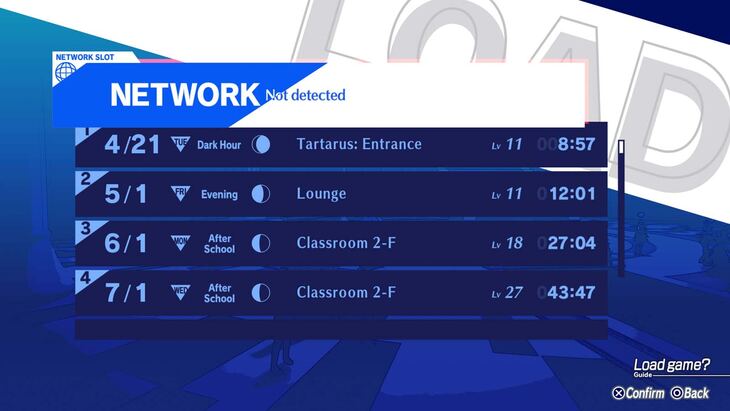 LOAD
NETWORK SLOT
NETWORK Not detected
1
4/21 TUE Dark Hour Tartarus: Entrance Lv 11 008:57
2
5/1 FRI Evening Lounge Lv 11 012:01
3
6/1 MON After School Classroom 2-F Lv 18 027:04
4
7/1 WED After School Classroom 2-F Lv 27 043:47
Load game?
Guide
Confirm Back